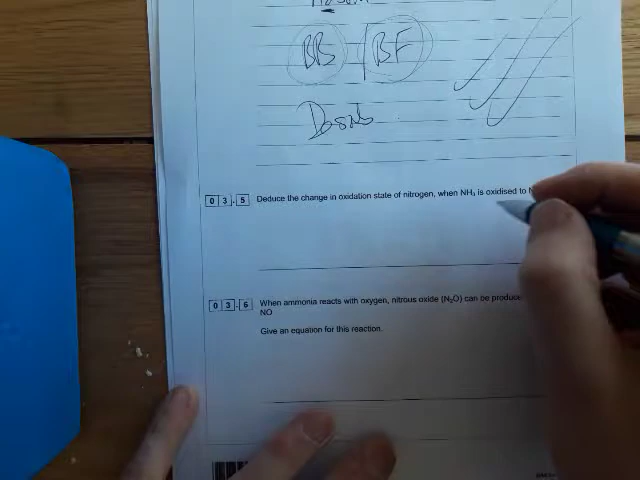 BB / BF
0 3 . 5 Deduce the change in oxidation state of nitrogen, when NH₃ is oxidised to
0 3 . 6 When ammonia reacts with oxygen, nitrous oxide (N₂O) can be produce
NO
Give an equation for this reaction.